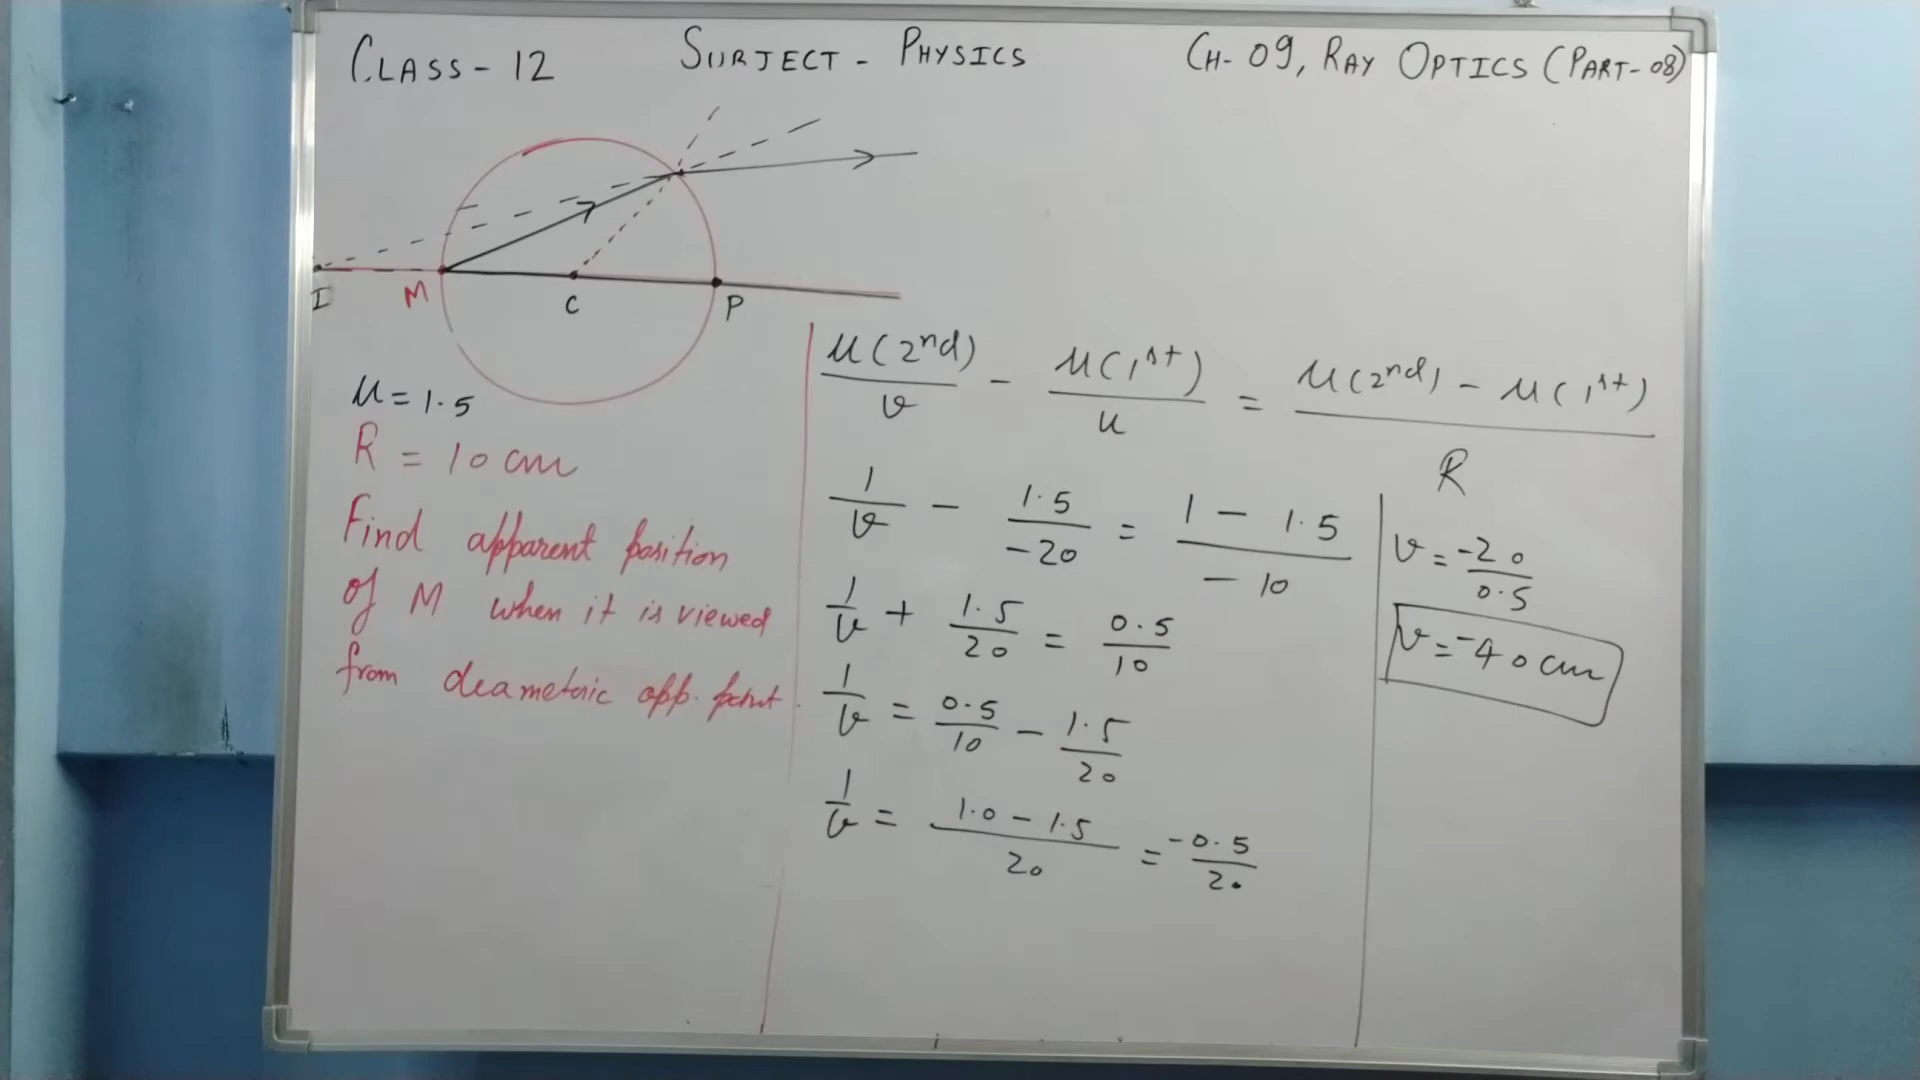 CLASS - 12 SUBJECT - PHYSICS CH- 09, RAY OPTICS (PART-08)
I M C P
μ = 1.5
R = 10 cm
Find apparent position
of M when it is viewed
from diametric opp. point.
μ(2nd)/v - μ(1st)/u = (μ(2nd) - μ(1st))/R
1/v - 1.5/-20 = (1 - 1.5)/-10
1/v + 1.5/20 = 0.5/10
1/v = 0.5/10 - 1.5/20
1/v = (1.0 - 1.5)/20 = -0.5/20
v = -20/0.5
v = -40 cm